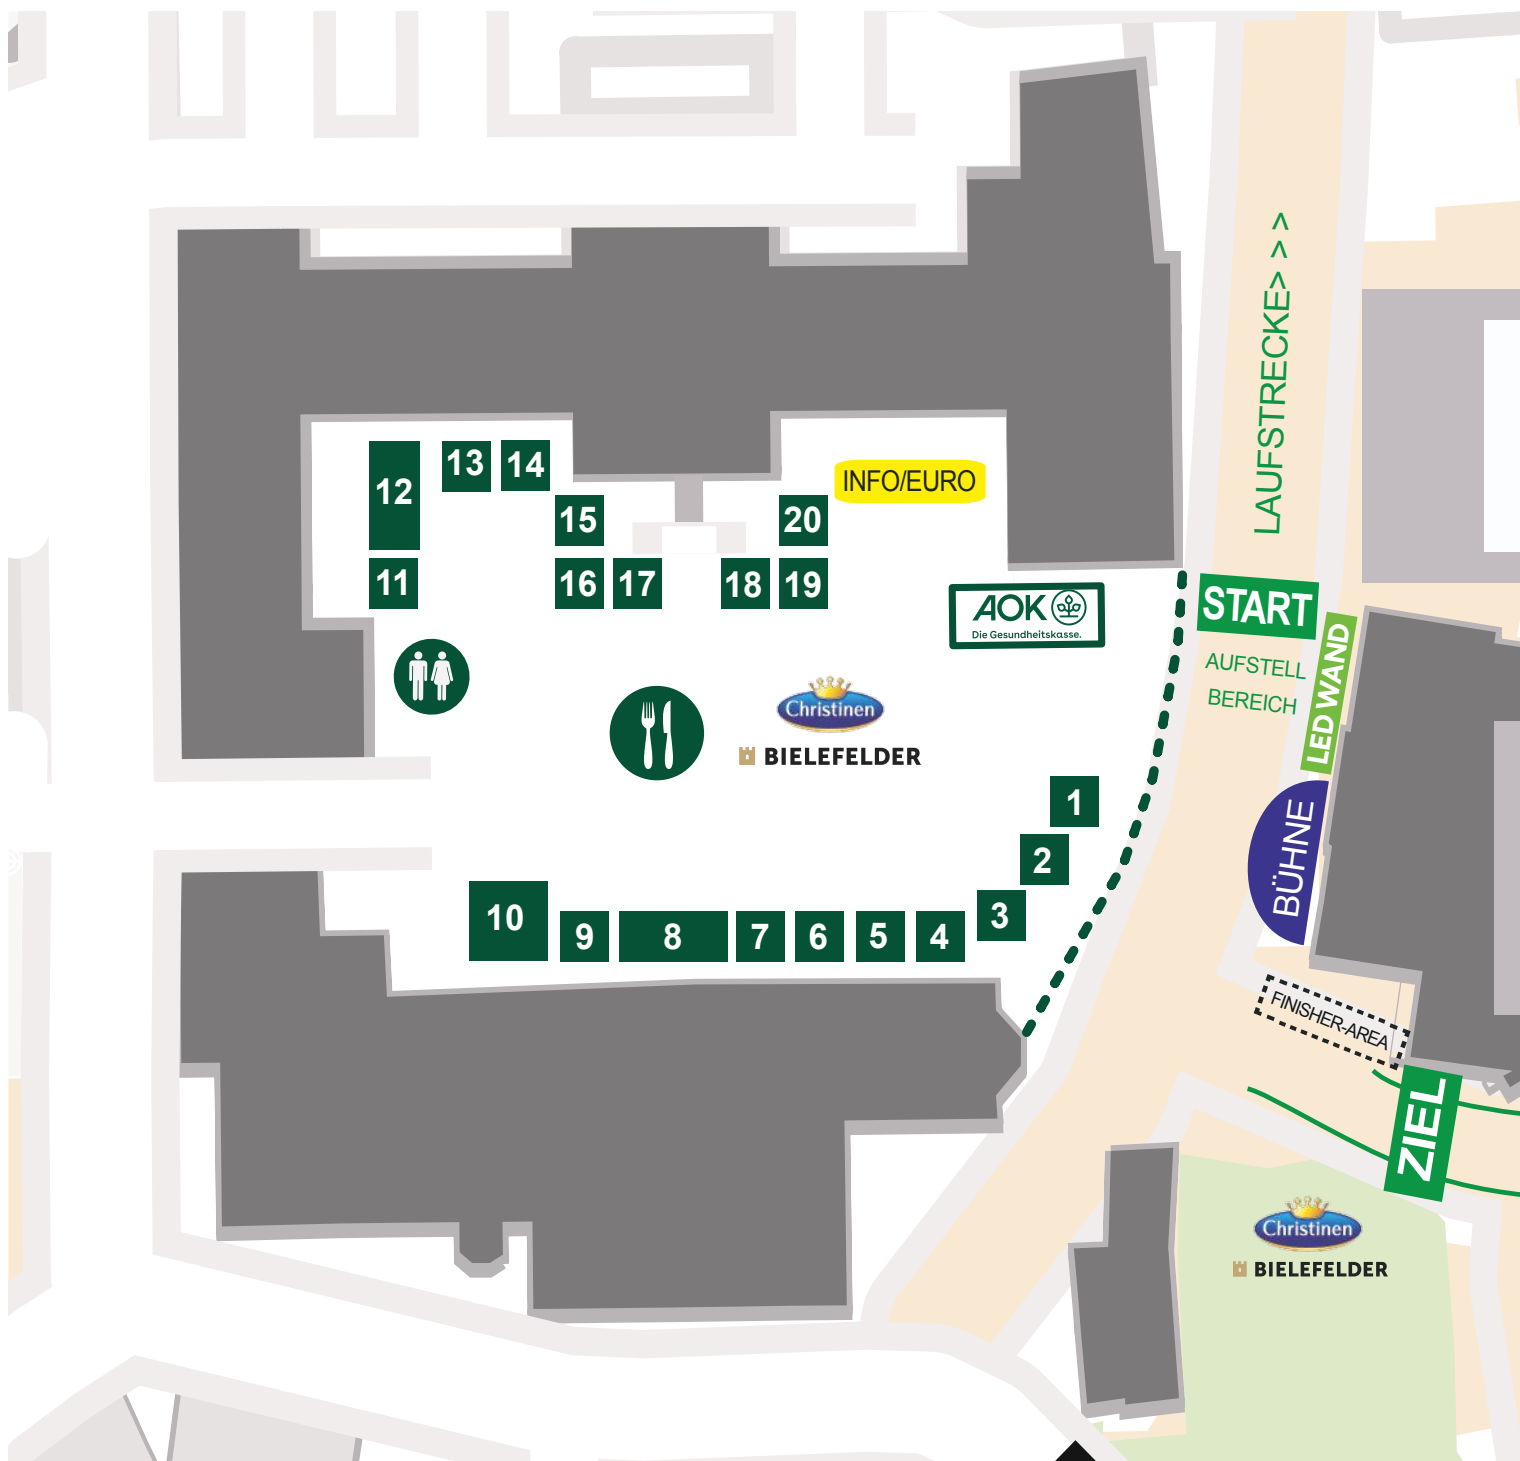 LAUFSTRECKE> > >
13
14
12
INFO/EURO
15
20
11
16
17
18
19
AOK
Die Gesundheitskasse.
START
AUFSTELL
BEREICH
LED WAND
Christinen
BIELEFELDER
1
BÜHNE
2
3
10
9
8
7
6
5
4
FINISHER-AREA
ZIEL
Christinen
BIELEFELDER